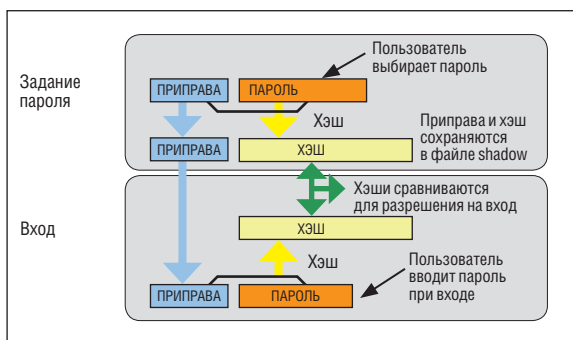 Задание
пароля
ПРИПРАВА
ПАРОЛЬ
Пользователь
выбирает пароль
Хэш
ПРИПРАВА
ХЭШ
Приправа и хэш
сохраняются
в файле shadow
Хэши сравниваются
для разрешения на вход
Вход
ХЭШ
Хэш
ПРИПРАВА
ПАРОЛЬ
Пользователь
вводит пароль
при входе